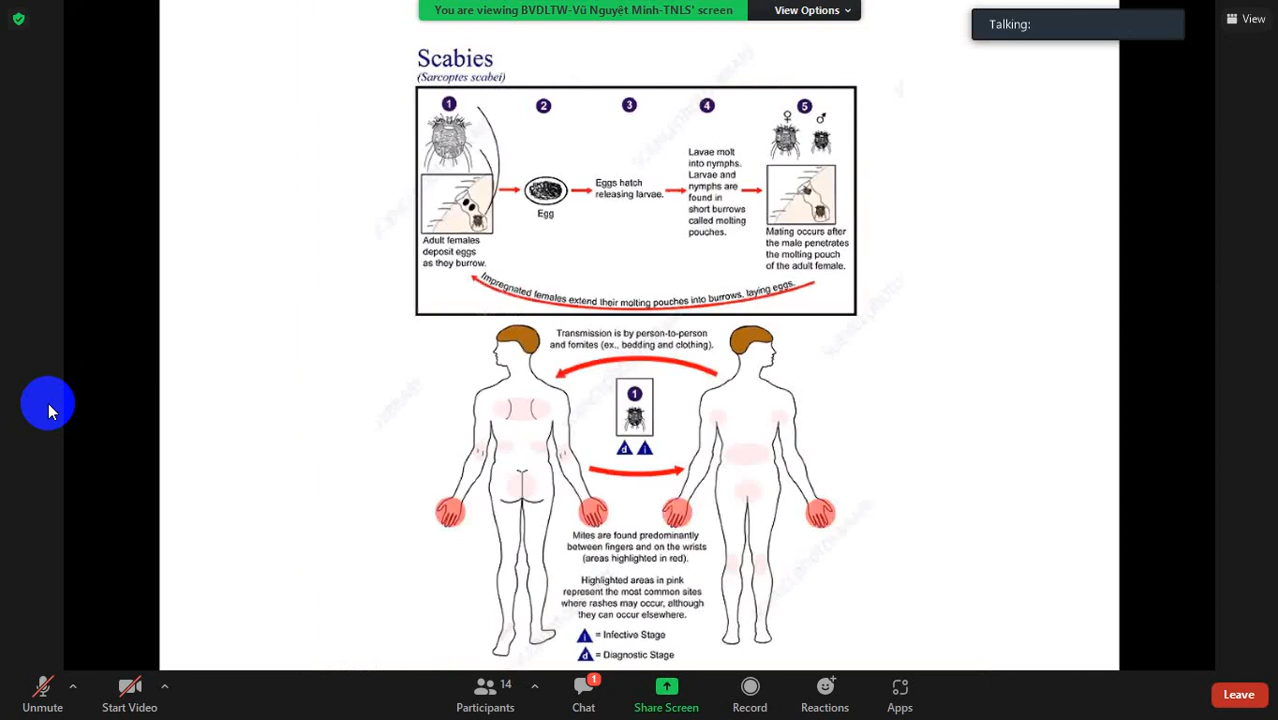 You are viewing BVDLTW-Vũ Nguyệt Minh-TNLS' screen
View Options
Talking:
View
Scabies
(Sarcoptes scabei)
1
2
3
4
5
♀ ♂
Adult females
deposit eggs
as they burrow.
Egg
Eggs hatch
releasing larvae.
Lavae molt
into nymphs.
Larvae and
nymphs are
found in
short burrows
called molting
pouches.
Mating occurs after
the male penetrates
the molting pouch
of the adult female.
Impregnated females extend their molting pouches into burrows, laying eggs.
Transmission is by person-to-person
and fomites (ex., bedding and clothing).
1
d i
Mites are found predominantly
between fingers and on the wrists
(areas highlighted in red).
Highlighted areas in pink
represent the most common sites
where rashes may occur, although
they can occur elsewhere.
i = Infective Stage
d = Diagnostic Stage
Unmute
Start Video
14
Participants
1
Chat
Share Screen
Record
Reactions
Apps
Leave